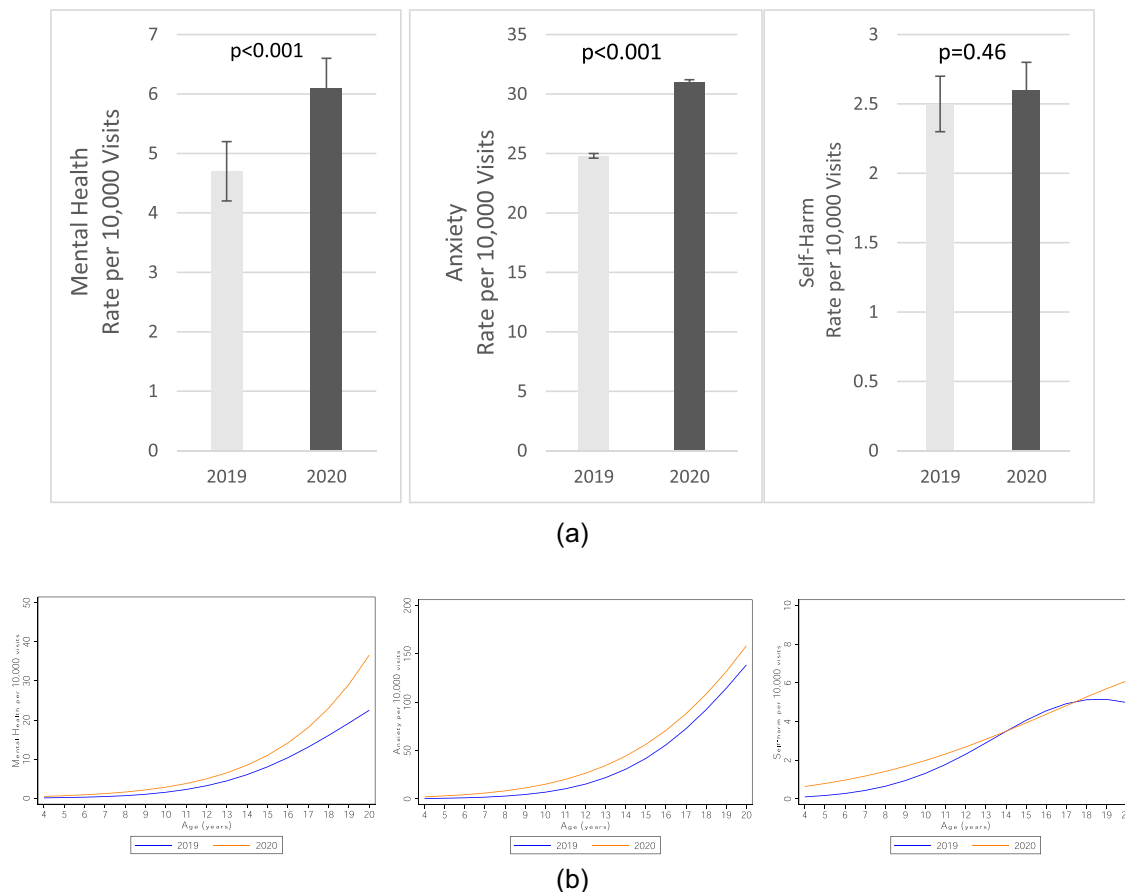 7
6
5
4
3
2
1
0
Mental Health
Rate per 10,000 Visits
p<0.001
2019 2020
35
30
25
20
15
10
5
0
Anxiety
Rate per 10,000 Visits
p<0.001
2019 2020
3
2.5
2
1.5
1
0.5
0
Self-Harm
Rate per 10,000 Visits
p=0.46
2019 2020
(a)
50
40
30
20
10
0
Mental Health per 10,000 visits
4 5 6 7 8 9 10 11 12 13 14 15 16 17 18 19 20
Age (years)
2019 2020
200
150
100
50
0
Anxiety per 10,000 visits
4 5 6 7 8 9 10 11 12 13 14 15 16 17 18 19 20
Age (years)
2019 2020
10
8
6
4
2
0
Self-harm per 10,000 visits
4 5 6 7 8 9 10 11 12 13 14 15 16 17 18 19
Age (years)
2019 2020
(b)